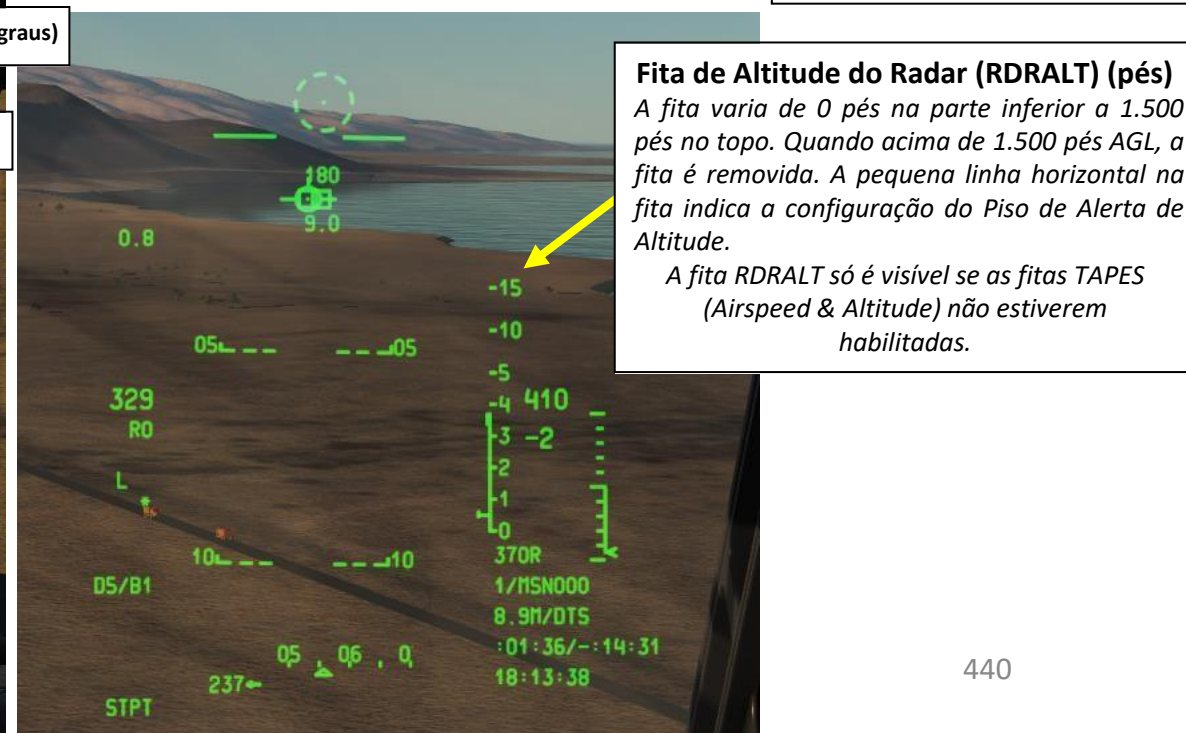 graus)
Fita de Altitude do Radar (RDRALT) (pés)
A fita varia de 0 pés na parte inferior a 1.500
pés no topo. Quando acima de 1.500 pés AGL, a
fita é removida. A pequena linha horizontal na
fita indica a configuração do Piso de Alerta de
Altitude.
A fita RDRALT só é visível se as fitas TAPES
(Airspeed & Altitude) não estiverem
habilitadas.
180
9.0
0.8
-15
-10
05 05
-5
329
-4 410
R0
-3 -2
-2
L
-1
-0
10 10
370R
D5/B1
1/MSN000
8.9M/DTS
05 . 06 . 0
:01:36/-:14:31
237←
18:13:38
STPT
440